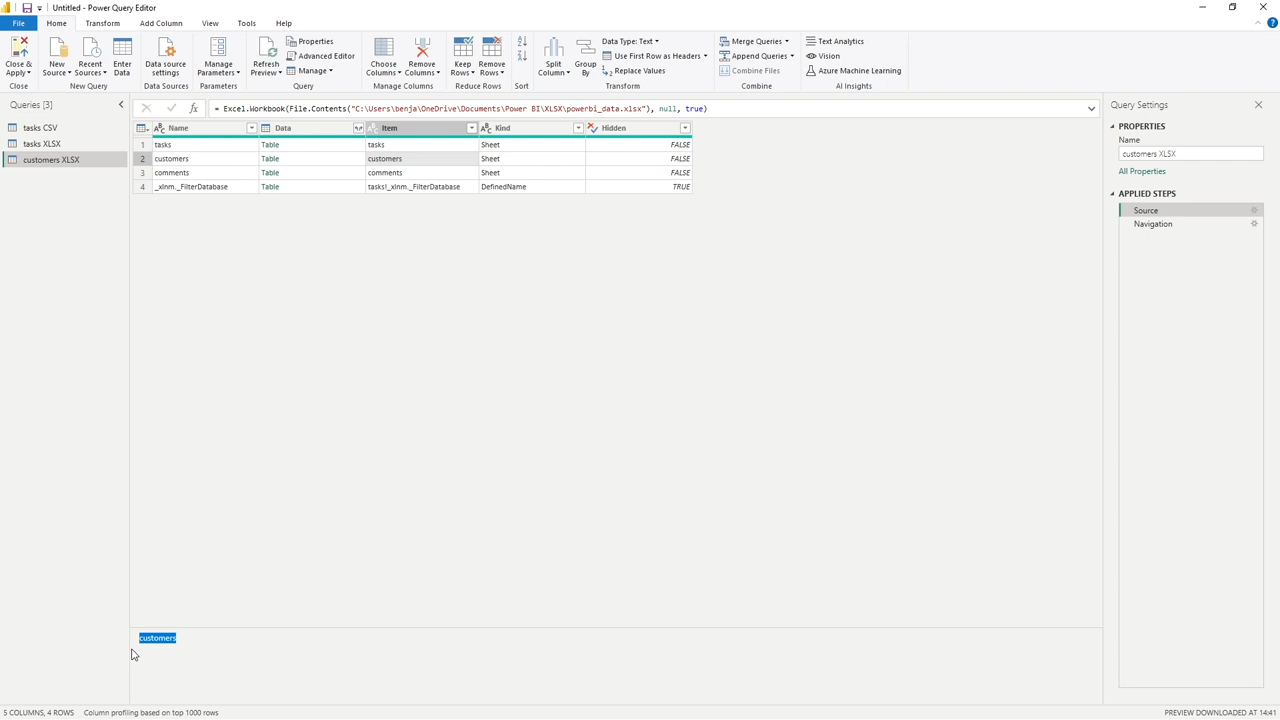 Untitled - Power Query Editor
File Home Transform Add Column View Tools Help
Close & Apply
New Source
Recent Sources
Enter Data
Data source settings
Manage Parameters
Refresh Preview
Properties
Advanced Editor
Manage
Choose Columns
Remove Columns
Keep Rows
Remove Rows
Split Column
Group By
Data Type: Text
Use First Row as Headers
Replace Values
Merge Queries
Append Queries
Combine Files
Text Analytics
Vision
Azure Machine Learning
Close New Query Data Sources Parameters Query Manage Columns Reduce Rows Sort Transform Combine AI Insights
Queries [3]
tasks CSV
tasks XLSX
customers XLSX
= Excel.Workbook(File.Contents("C:\Users\benja\OneDrive\Documents\Power BI\XLSX\powerbi_data.xlsx"), null, true)
Name Data Item Kind Hidden
1 tasks Table tasks Sheet FALSE
2 customers Table customers Sheet FALSE
3 comments Table comments Sheet FALSE
4 _xlnm._FilterDatabase Table tasks!_xlnm._FilterDatabase DefinedName TRUE
customers
Query Settings
PROPERTIES
Name
customers XLSX
All Properties
APPLIED STEPS
Source
Navigation
5 COLUMNS, 4 ROWS Column profiling based on top 1000 rows
PREVIEW DOWNLOADED AT 14:41